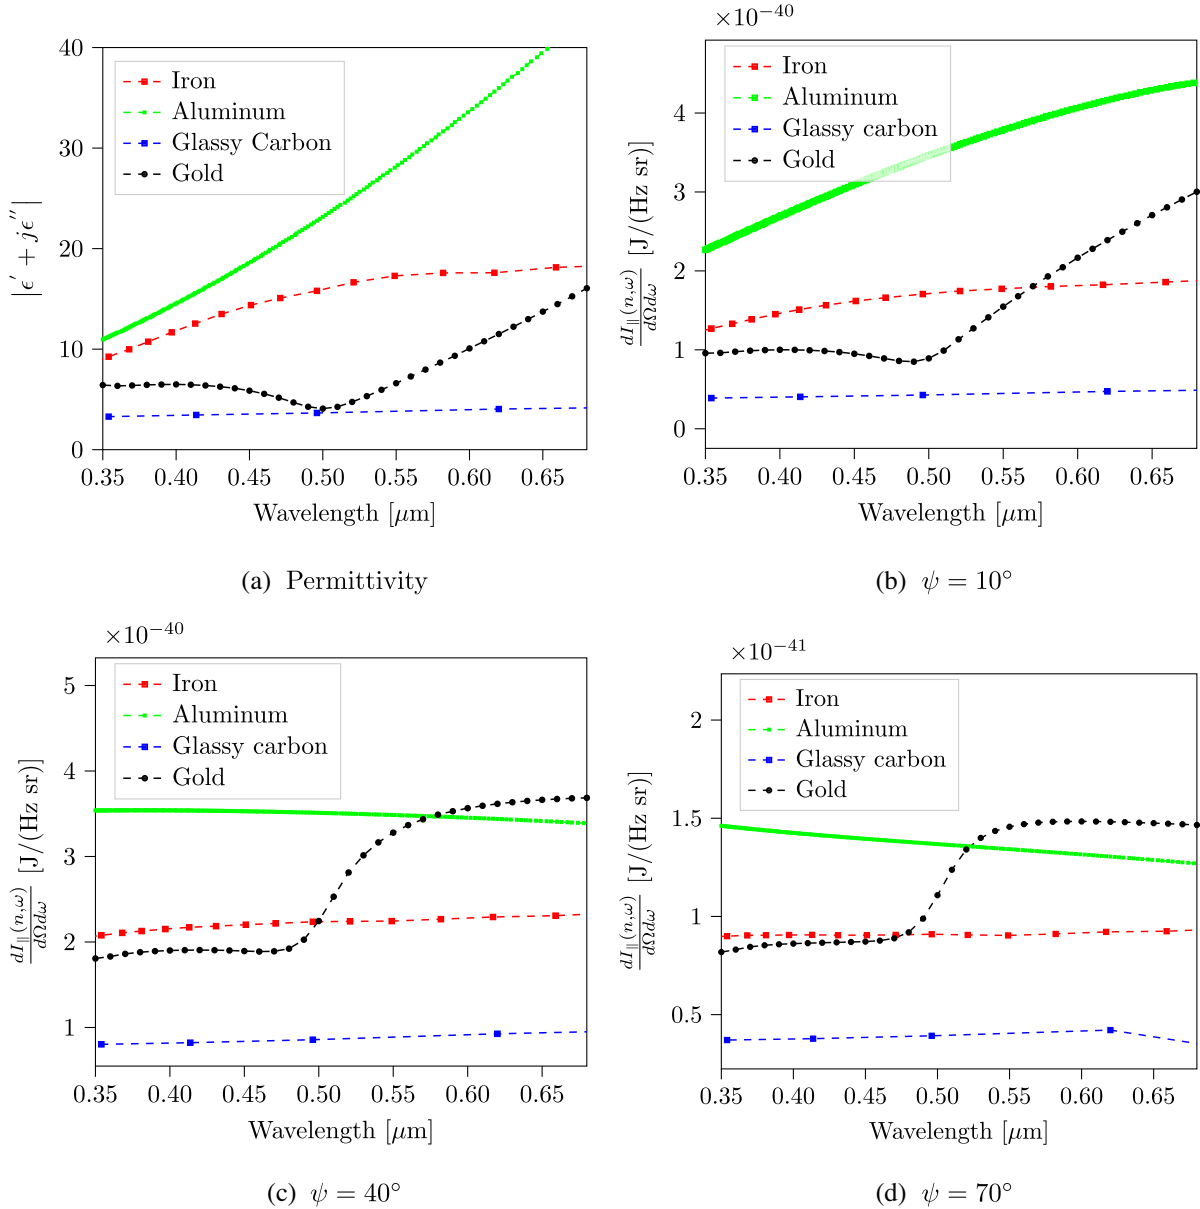 40
30
20
10
0
|ϵ′ + jϵ″|
Iron
Aluminum
Glassy Carbon
Gold
0.35 0.40 0.45 0.50 0.55 0.60 0.65
Wavelength [μm]
(a) Permittivity
×10⁻⁴⁰
4
3
2
1
0
dI∥(n,ω)/dΩdω [J/(Hz sr)]
Iron
Aluminum
Glassy carbon
Gold
0.35 0.40 0.45 0.50 0.55 0.60 0.65
Wavelength [μm]
(b) ψ = 10°
×10⁻⁴⁰
5
4
3
2
1
dI∥(n,ω)/dΩdω [J/(Hz sr)]
Iron
Aluminum
Glassy carbon
Gold
0.35 0.40 0.45 0.50 0.55 0.60 0.65
Wavelength [μm]
(c) ψ = 40°
×10⁻⁴¹
2
1.5
1
0.5
dI∥(n,ω)/dΩdω [J/(Hz sr)]
Iron
Aluminum
Glassy carbon
Gold
0.35 0.40 0.45 0.50 0.55 0.60 0.65
Wavelength [μm]
(d) ψ = 70°